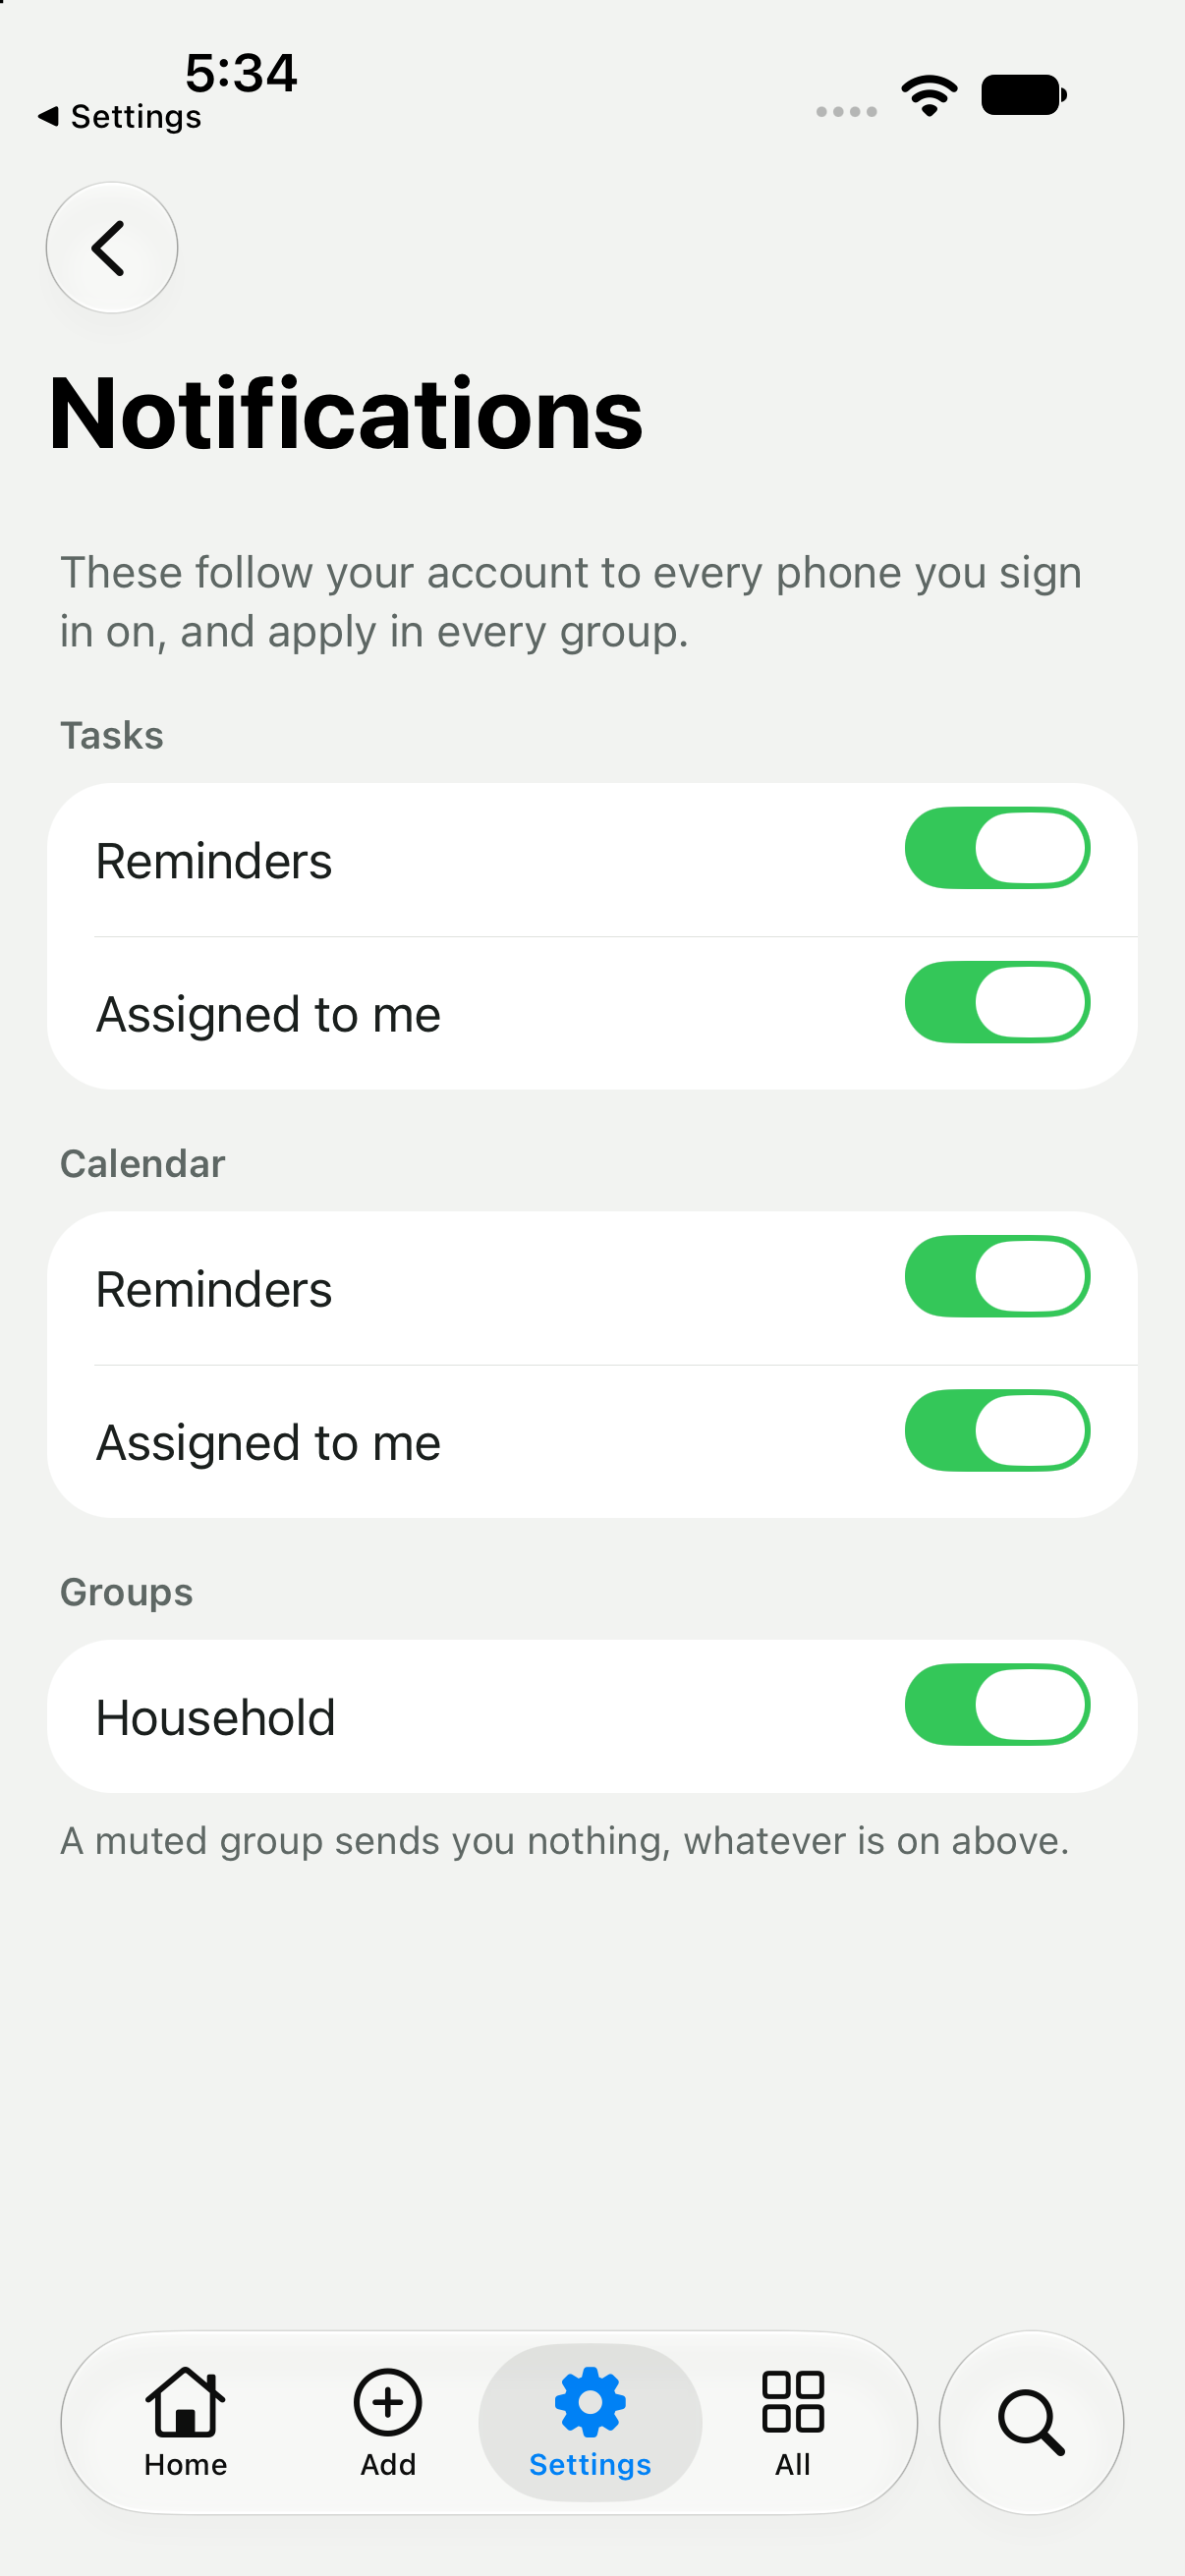 5:34
Settings
Notifications
These follow your account to every phone you sign
in on, and apply in every group.
Tasks
Reminders
Assigned to me
Calendar
Reminders
Assigned to me
Groups
Household
A muted group sends you nothing, whatever is on above.
Home
Add
Settings
All